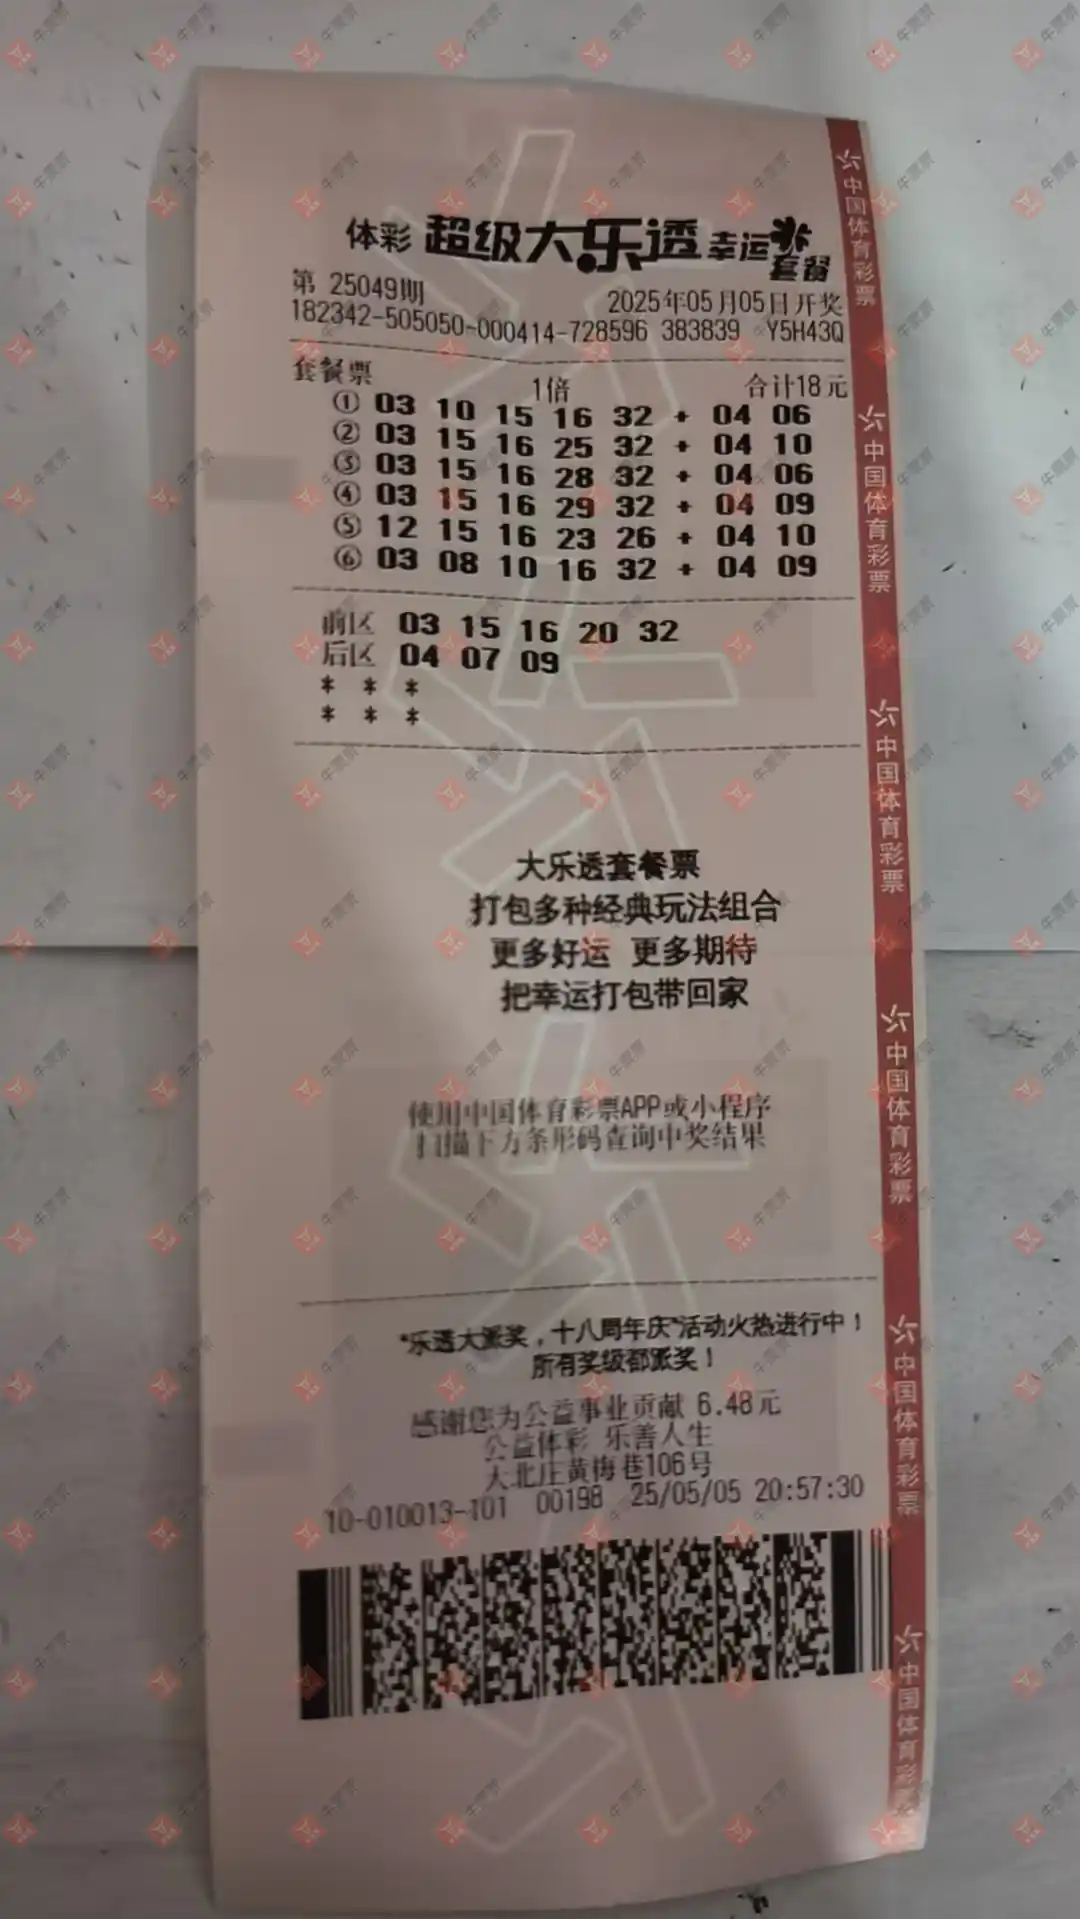 体彩 超级大乐透 幸运套餐
第 25049期 2025年05月05日开奖
182342-505050-000414-728596 383839 Y5H43Q
套餐票 1倍 合计18元
① 03 10 15 16 32 + 04 06
② 03 15 16 25 32 + 04 10
③ 03 15 16 28 32 + 04 06
④ 03 15 16 29 32 + 04 09
⑤ 12 15 16 23 26 + 04 10
⑥ 03 08 10 16 32 + 04 09
前区 03 15 16 20 32
后区 04 07 09
* * *
* * *
大乐透套餐票
打包多种经典玩法组合
更多好运 更多期待
把幸运打包带回家
使用中国体育彩票APP或小程序
扫描下方条形码查询中奖结果
"乐透大派奖，十八周年庆"活动火热进行中！
所有奖级都派奖！
感谢您为公益事业贡献 6.48元
公益体彩 乐善人生
大北庄黄梅巷106号
10-010013-101 00198 25/05/05 20:57:30
中国体育彩票
中国体育彩票
中国体育彩票
中国体育彩票
中国体育彩票
中国体育彩
牛票票